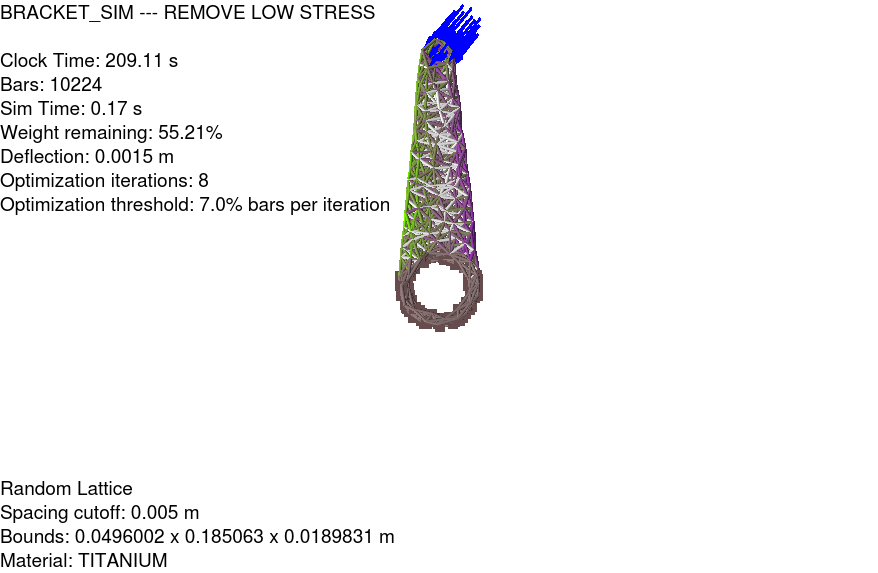 BRACKET_SIM --- REMOVE LOW STRESS
Clock Time: 209.11 s
Bars: 10224
Sim Time: 0.17 s
Weight remaining: 55.21%
Deflection: 0.0015 m
Optimization iterations: 8
Optimization threshold: 7.0% bars per iteration
Random Lattice
Spacing cutoff: 0.005 m
Bounds: 0.0496002 x 0.185063 x 0.0189831 m
Material: TITANIUM